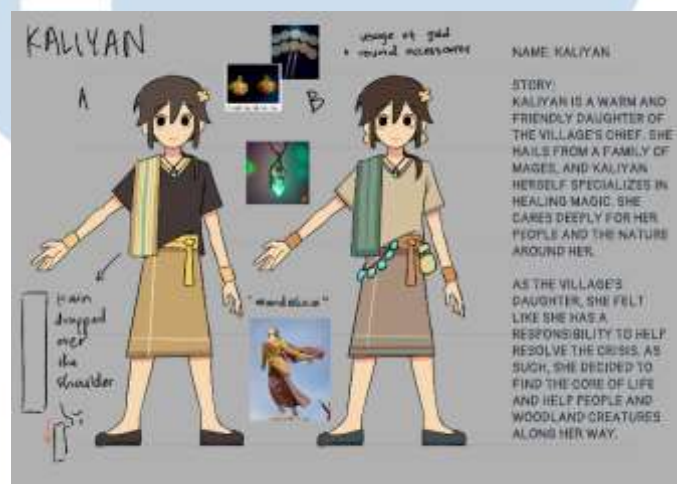 KALIYAN
usage of gold
+ round accessories
A
B
kain
draped
over
the
shoulder
NAME: KALIYAN
STORY:
KALIYAN IS A WARM AND
FRIENDLY DAUGHTER OF
THE VILLAGE'S CHIEF. SHE
HAILS FROM A FAMILY OF
MAGES, AND KALIYAN
HERSELF SPECIALIZES IN
HEALING MAGIC. SHE
CARES DEEPLY FOR HER
PEOPLE AND THE NATURE
AROUND HER.
AS THE VILLAGE'S
DAUGHTER, SHE FELT
LIKE SHE HAS A
RESPONSIBILITY TO HELP
RESOLVE THE CRISIS. AS
SUCH, SHE DECIDED TO
FIND THE CORE OF LIFE
AND HELP PEOPLE AND
WOODLAND CREATURES
ALONG HER WAY.